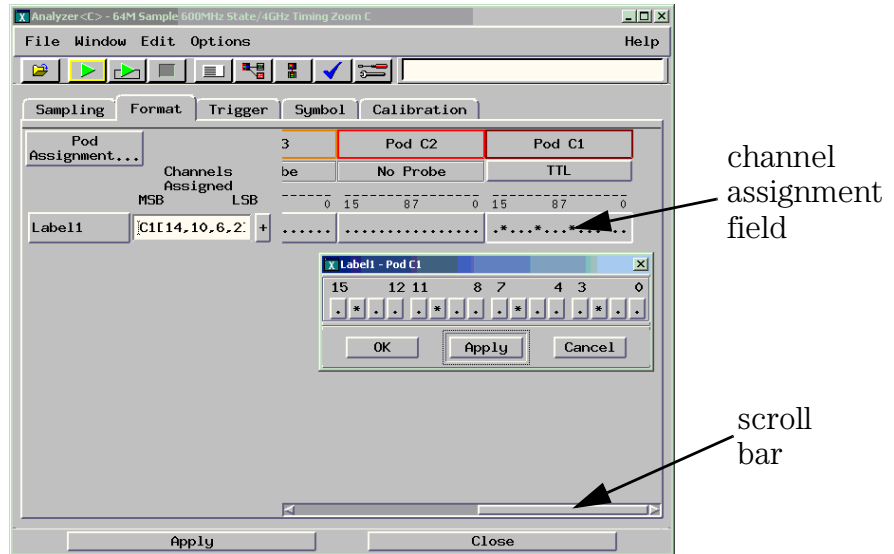 Analyzer<C> - 64M Sample 600MHz State/4GHz Timing Zoom C
File Window Edit Options Help
Sampling Format Trigger Symbol Calibration
Pod
Assignment...
3 Pod C2 Pod C1
be No Probe TTL
Channels
Assigned
MSB LSB
0 15 87 0 15 87 0
Label1 C1[14,10,6,2] + ...... ................ .*...*...*...*..
Label1 - Pod C1
15 12 11 8 7 4 3 0
. * . . . * . . . * . . . * . .
OK Apply Cancel
Apply Close
channel
assignment
field
scroll
bar